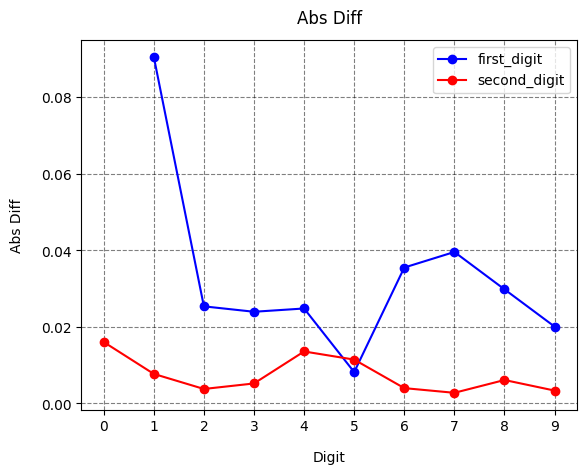 Abs Diff
first_digit
second_digit
0.08
0.06
0.04
0.02
0.00
Abs Diff
0 1 2 3 4 5 6 7 8 9
Digit